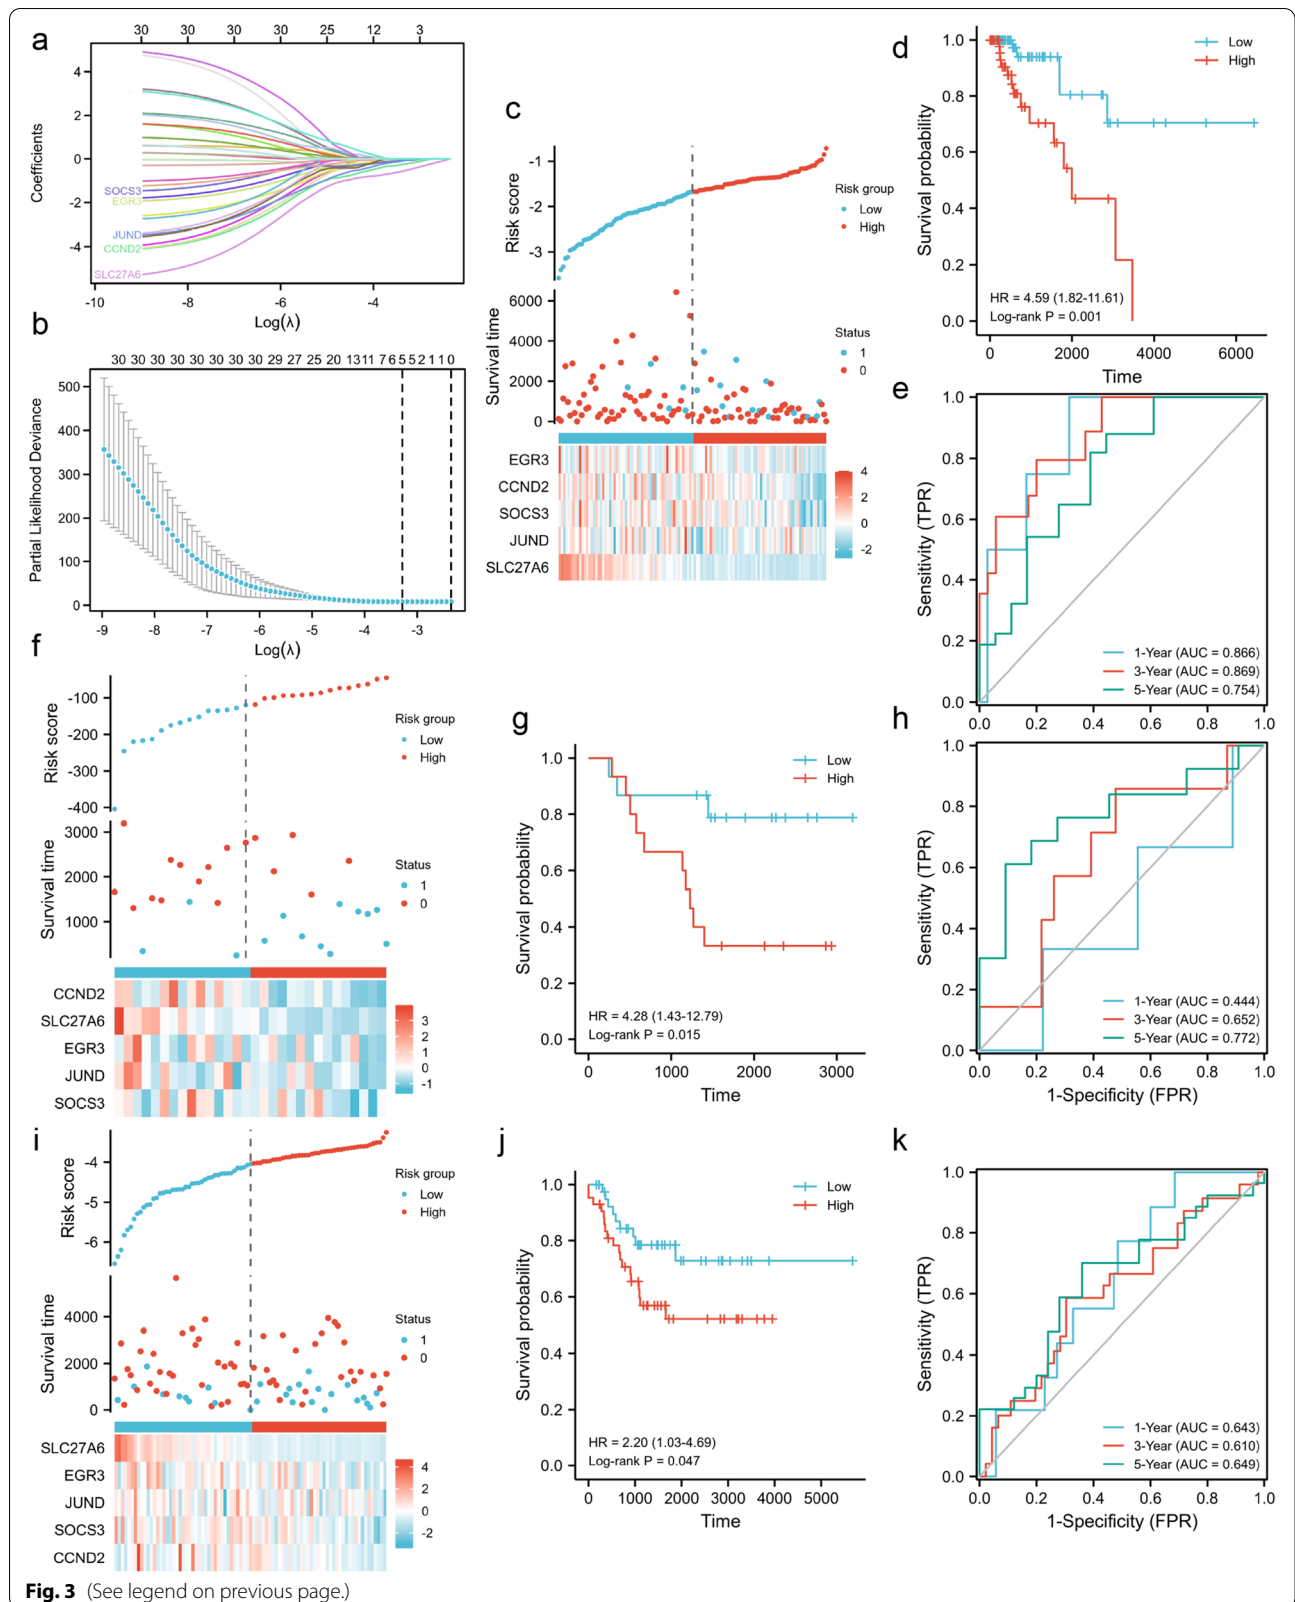 a
30 30 30 30 25 12 3
4
2
0
-2
-4
Coefficients
SOCS3
EGR3
JUND
CCND2
SLC27A6
-10 -8 -6 -4
Log(λ)
b
30 30 30 30 30 30 30 30 29 27 25 20 13 11 7 6 5 5 2 1 1 0
500
400
300
200
100
0
Partial Likelihood Deviance
-9 -8 -7 -6 -5 -4 -3
Log(λ)
c
-1
-2
-3
Risk score
Risk group
Low
High
6000
4000
2000
0
Survival time
Status
1
0
EGR3
CCND2
SOCS3
JUND
SLC27A6
4
2
0
-2
d
1.0
0.8
0.6
0.4
0.2
0.0
Survival probability
Low
High
HR = 4.59 (1.82-11.61)
Log-rank P = 0.001
0 2000 4000 6000
Time
e
1.0
0.8
0.6
0.4
0.2
0.0
Sensitivity (TPR)
1-Year (AUC = 0.866)
3-Year (AUC = 0.869)
5-Year (AUC = 0.754)
0.0 0.2 0.4 0.6 0.8 1.0
f
-100
-200
-300
-400
Risk score
Risk group
Low
High
3000
2000
1000
Survival time
Status
1
0
CCND2
SLC27A6
EGR3
JUND
SOCS3
3
2
1
0
-1
g
1.0
0.8
0.6
0.4
0.2
0.0
Survival probability
Low
High
HR = 4.28 (1.43-12.79)
Log-rank P = 0.015
0 1000 2000 3000
Time
h
1.0
0.8
0.6
0.4
0.2
0.0
Sensitivity (TPR)
1-Year (AUC = 0.444)
3-Year (AUC = 0.652)
5-Year (AUC = 0.772)
0.0 0.2 0.4 0.6 0.8 1.0
1-Specificity (FPR)
i
-4
-5
-6
Risk score
Risk group
Low
High
4000
2000
0
Survival time
Status
1
0
SLC27A6
EGR3
JUND
SOCS3
CCND2
4
2
0
-2
j
1.0
0.8
0.6
0.4
0.2
0.0
Survival probability
Low
High
HR = 2.20 (1.03-4.69)
Log-rank P = 0.047
0 1000 2000 3000 4000 5000
Time
k
1.0
0.8
0.6
0.4
0.2
0.0
Sensitivity (TPR)
1-Year (AUC = 0.643)
3-Year (AUC = 0.610)
5-Year (AUC = 0.649)
0.0 0.2 0.4 0.6 0.8 1.0
1-Specificity (FPR)
Fig. 3 (See legend on previous page.)